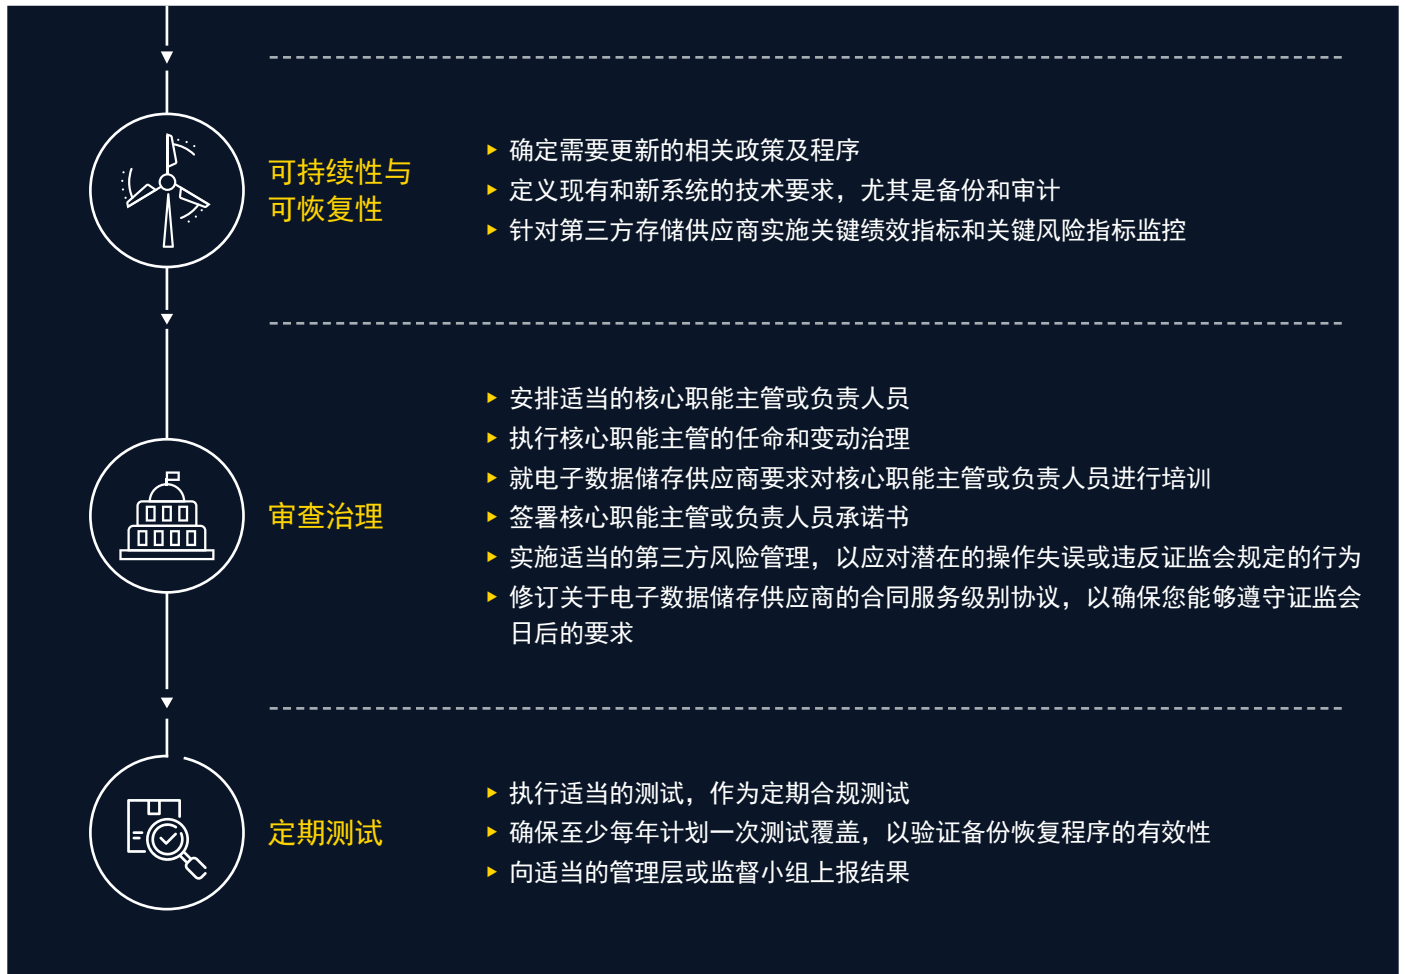 可持续性与
可恢复性
确定需要更新的相关政策及程序
定义现有和新系统的技术要求，尤其是备份和审计
针对第三方存储供应商实施关键绩效指标和关键风险指标监控
审查治理
安排适当的核心职能主管或负责人员
执行核心职能主管的任命和变动治理
就电子数据储存供应商要求对核心职能主管或负责人员进行培训
签署核心职能主管或负责人员承诺书
实施适当的第三方风险管理，以应对潜在的操作失误或违反证监会规定的行为
修订关于电子数据储存供应商的合同服务级别协议，以确保您能够遵守证监会
日后的要求
定期测试
执行适当的测试，作为定期合规测试
确保至少每年计划一次测试覆盖，以验证备份恢复程序的有效性
向适当的管理层或监督小组上报结果